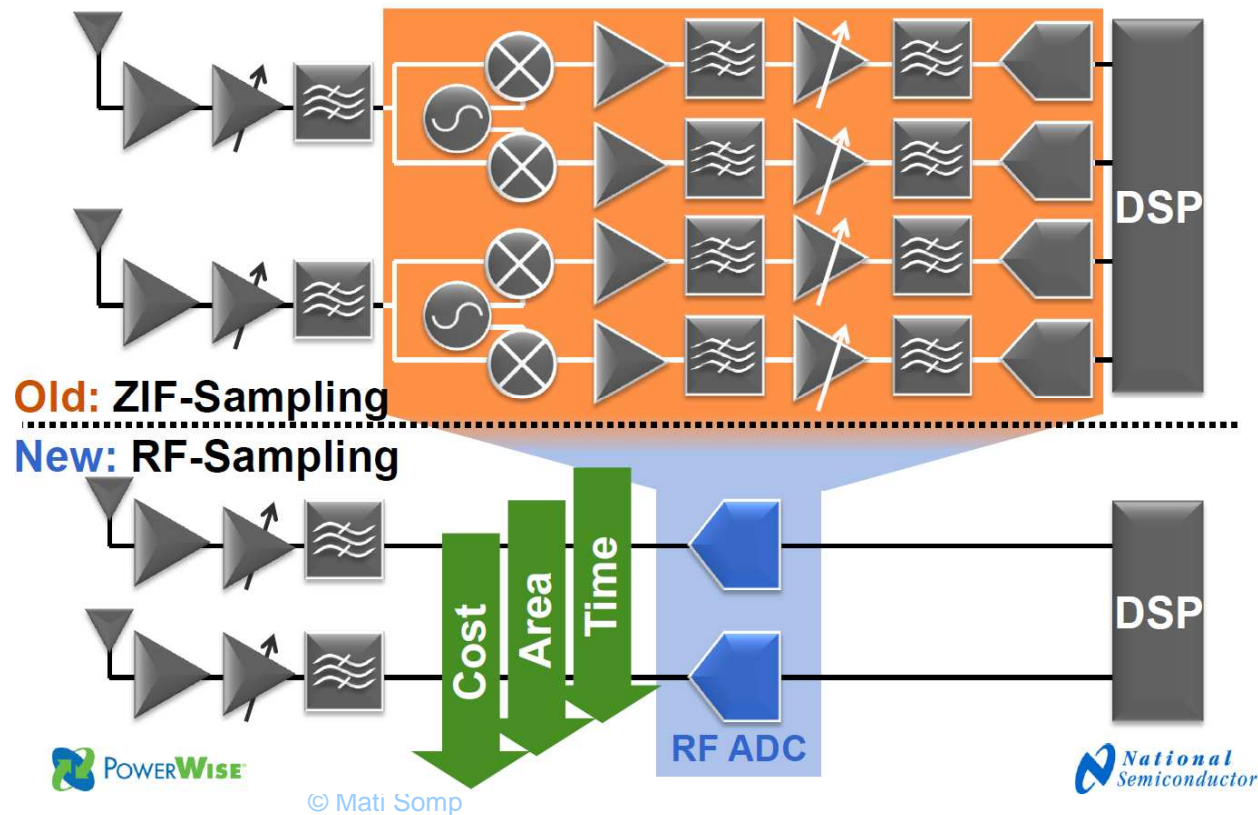 DSP
Old: ZIF-Sampling
New: RF-Sampling
Cost
Area
Time
DSP
RF ADC
POWERWISE
National
Semiconductor
© Mati Somp